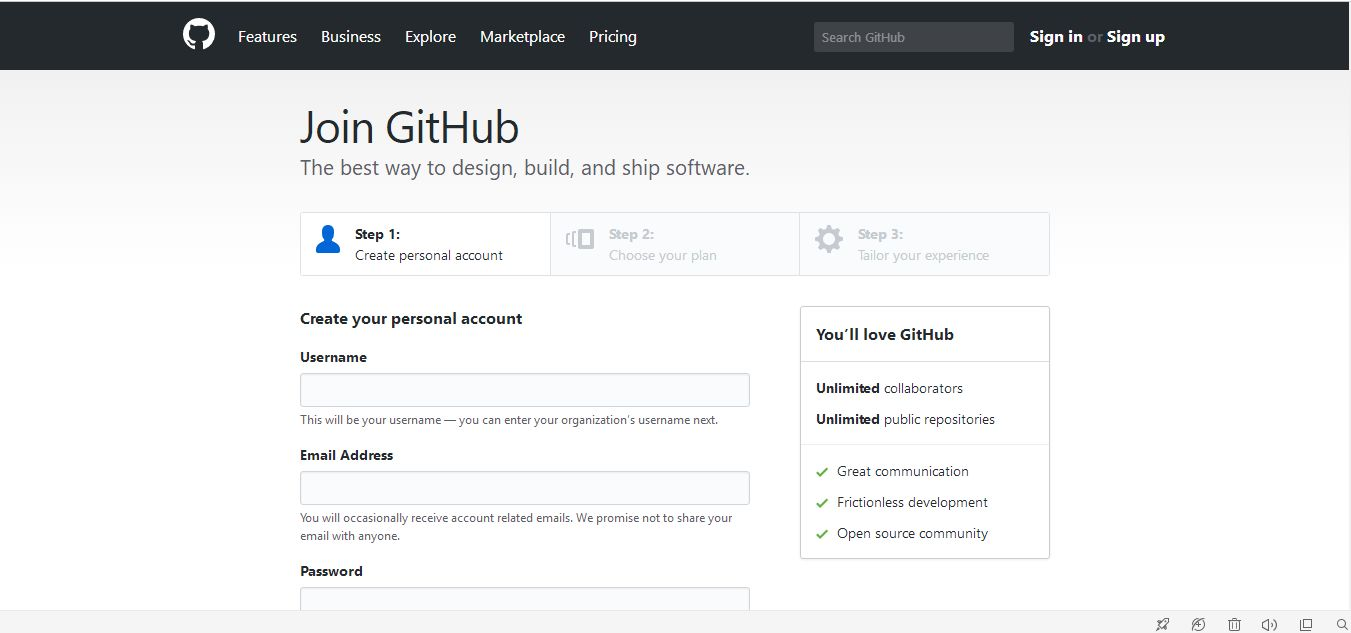 Features Business Explore Marketplace Pricing Search GitHub Sign in or Sign up
Join GitHub
The best way to design, build, and ship software.
Step 1:
Create personal account
Step 2:
Choose your plan
Step 3:
Tailor your experience
Create your personal account
Username
This will be your username — you can enter your organization’s username next.
Email Address
You will occasionally receive account related emails. We promise not to share your
email with anyone.
Password
You’ll love GitHub
Unlimited collaborators
Unlimited public repositories
Great communication
Frictionless development
Open source community